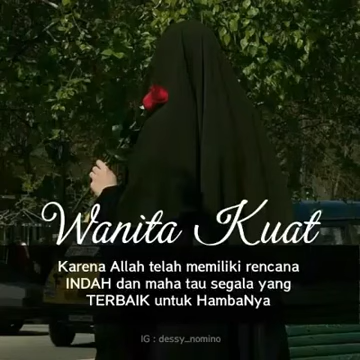 Wanita Kuat
Karena Allah telah memiliki rencana
INDAH dan maha tau segala yang
TERBAIK untuk HambaNya
IG : dessy_nomino